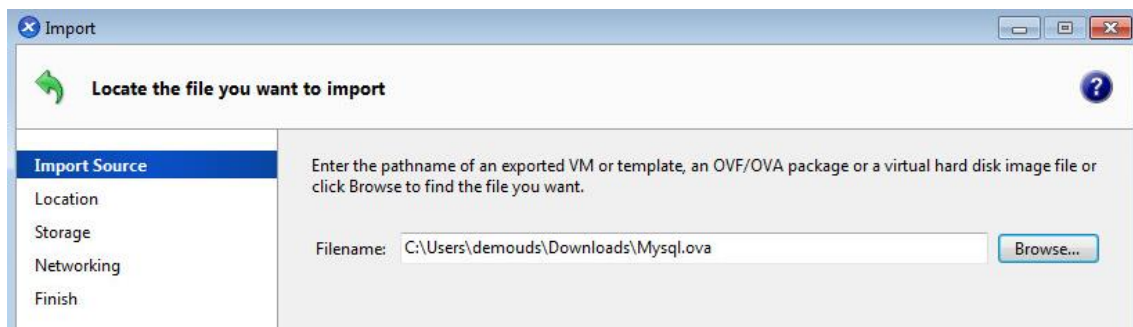 Import
Locate the file you want to import
?
Import Source
Location
Storage
Networking
Finish
Enter the pathname of an exported VM or template, an OVF/OVA package or a virtual hard disk image file or
click Browse to find the file you want.
Filename: C:\Users\demouds\Downloads\Mysql.ova Browse...